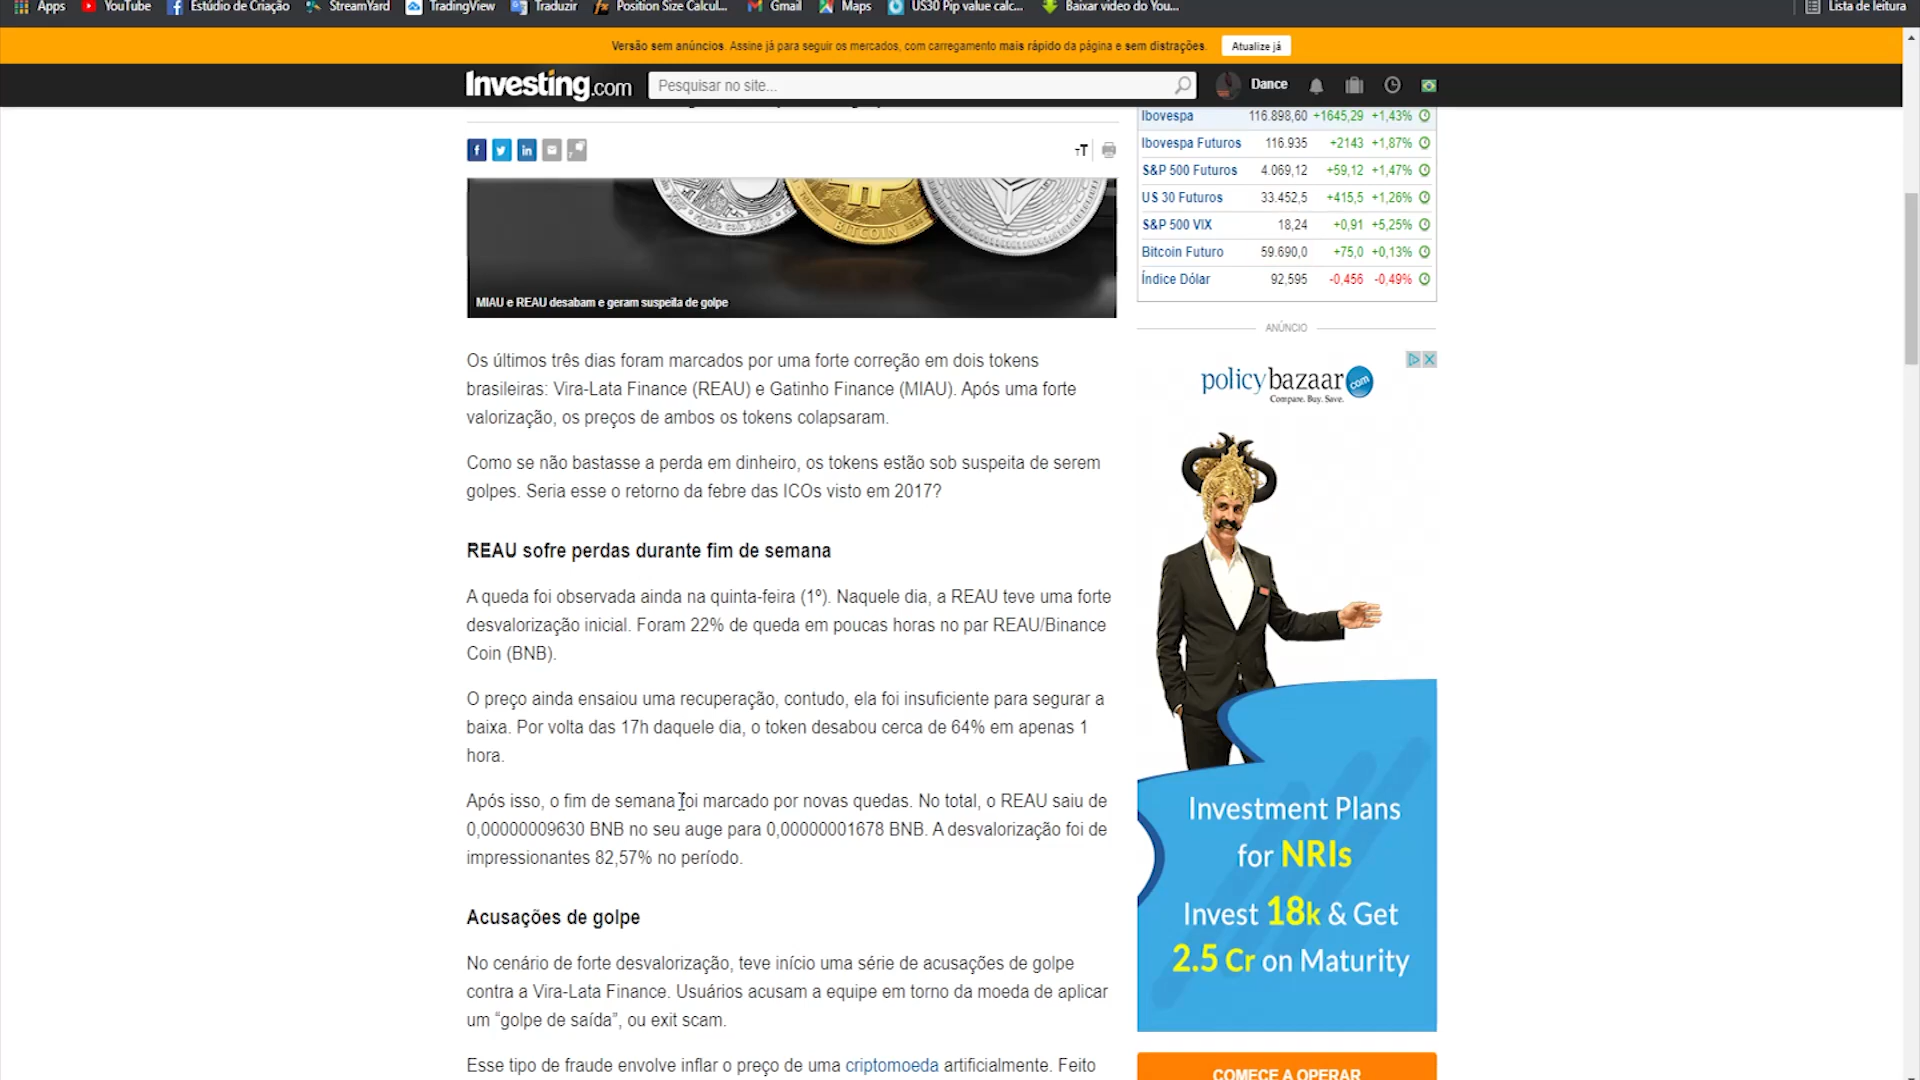 Apps YouTube Estúdio de Criação StreamYard TradingView Traduzir Position Size Calcul... Gmail Maps US30 Pip value calc... Baixar video do You... Lista de leitura
Versão sem anúncios. Assine já para seguir os mercados, com carregamento mais rápido da página e sem distrações. Atualize já
Investing.com Pesquisar no site... Dance
MIAU e REAU desabam e geram suspeita de golpe
Os últimos três dias foram marcados por uma forte correção em dois tokens
brasileiras: Vira-Lata Finance (REAU) e Gatinho Finance (MIAU). Após uma forte
valorização, os preços de ambos os tokens colapsaram.
Como se não bastasse a perda em dinheiro, os tokens estão sob suspeita de serem
golpes. Seria esse o retorno da febre das ICOs visto em 2017?
REAU sofre perdas durante fim de semana
A queda foi observada ainda na quinta-feira (1º). Naquele dia, a REAU teve uma forte
desvalorização inicial. Foram 22% de queda em poucas horas no par REAU/Binance
Coin (BNB).
O preço ainda ensaiou uma recuperação, contudo, ela foi insuficiente para segurar a
baixa. Por volta das 17h daquele dia, o token desabou cerca de 64% em apenas 1
hora.
Após isso, o fim de semana foi marcado por novas quedas. No total, o REAU saiu de
0,00000009630 BNB no seu auge para 0,00000001678 BNB. A desvalorização foi de
impressionantes 82,57% no período.
Acusações de golpe
No cenário de forte desvalorização, teve início uma série de acusações de golpe
contra a Vira-Lata Finance. Usuários acusam a equipe em torno da moeda de aplicar
um “golpe de saída”, ou exit scam.
Esse tipo de fraude envolve inflar o preço de uma criptomoeda artificialmente. Feito
Ibovespa 116.898,60 +1645,29 +1,43%
Ibovespa Futuros 116.935 +2143 +1,87%
S&P 500 Futuros 4.069,12 +59,12 +1,47%
US 30 Futuros 33.452,5 +415,5 +1,26%
S&P 500 VIX 18,24 +0,91 +5,25%
Bitcoin Futuro 59.690,0 +75,0 +0,13%
Índice Dólar 92,595 -0,456 -0,49%
ANÚNCIO
policybazaar.com
Compare. Buy. Save.
Investment Plans
for NRIs
Invest 18k & Get
2.5 Cr on Maturity
COMECE A OPERAR
BITCOIN